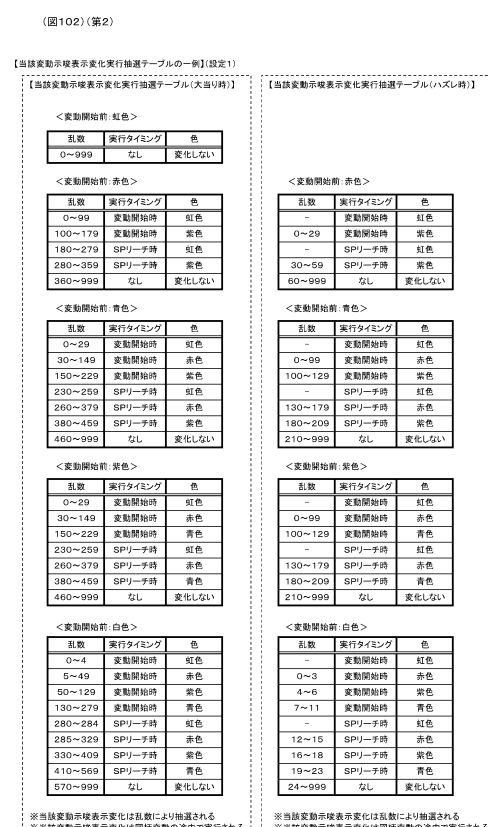 (図102)(第2)
【当該変動示唆表示変化実行抽選テーブルの一例】(設定1)
【当該変動示唆表示変化実行抽選テーブル(大当り時)】
＜変動開始前:虹色＞
乱数 実行タイミング 色
0～999 なし 変化しない
＜変動開始前:赤色＞
乱数 実行タイミング 色
0～99 変動開始時 虹色
100～179 変動開始時 紫色
180～279 SPリーチ時 虹色
280～359 SPリーチ時 紫色
360～999 なし 変化しない
＜変動開始前:青色＞
乱数 実行タイミング 色
0～29 変動開始時 虹色
30～149 変動開始時 赤色
150～229 変動開始時 紫色
230～259 SPリーチ時 虹色
260～379 SPリーチ時 赤色
380～459 SPリーチ時 紫色
460～999 なし 変化しない
＜変動開始前:紫色＞
乱数 実行タイミング 色
0～29 変動開始時 虹色
30～149 変動開始時 赤色
150～229 変動開始時 青色
230～259 SPリーチ時 虹色
260～379 SPリーチ時 赤色
380～459 SPリーチ時 青色
460～999 なし 変化しない
＜変動開始前:白色＞
乱数 実行タイミング 色
0～4 変動開始時 虹色
5～49 変動開始時 赤色
50～129 変動開始時 紫色
130～279 変動開始時 青色
280～284 SPリーチ時 虹色
285～329 SPリーチ時 赤色
330～409 SPリーチ時 紫色
410～569 SPリーチ時 青色
570～999 なし 変化しない
※当該変動示唆表示変化は乱数により抽選される
【当該変動示唆表示変化実行抽選テーブル(ハズレ時)】
＜変動開始前:赤色＞
乱数 実行タイミング 色
- 変動開始時 虹色
0～29 変動開始時 紫色
- SPリーチ時 虹色
30～59 SPリーチ時 紫色
60～999 なし 変化しない
＜変動開始前:青色＞
乱数 実行タイミング 色
- 変動開始時 虹色
0～99 変動開始時 赤色
100～129 変動開始時 紫色
- SPリーチ時 虹色
130～179 SPリーチ時 赤色
180～209 SPリーチ時 紫色
210～999 なし 変化しない
＜変動開始前:紫色＞
乱数 実行タイミング 色
- 変動開始時 虹色
0～99 変動開始時 赤色
100～129 変動開始時 青色
- SPリーチ時 虹色
130～179 SPリーチ時 赤色
180～209 SPリーチ時 青色
210～999 なし 変化しない
＜変動開始前:白色＞
乱数 実行タイミング 色
- 変動開始時 虹色
0～3 変動開始時 赤色
4～6 変動開始時 紫色
7～11 変動開始時 青色
- SPリーチ時 虹色
12～15 SPリーチ時 赤色
16～18 SPリーチ時 紫色
19～23 SPリーチ時 青色
24～999 なし 変化しない
※当該変動示唆表示変化は乱数により抽選される